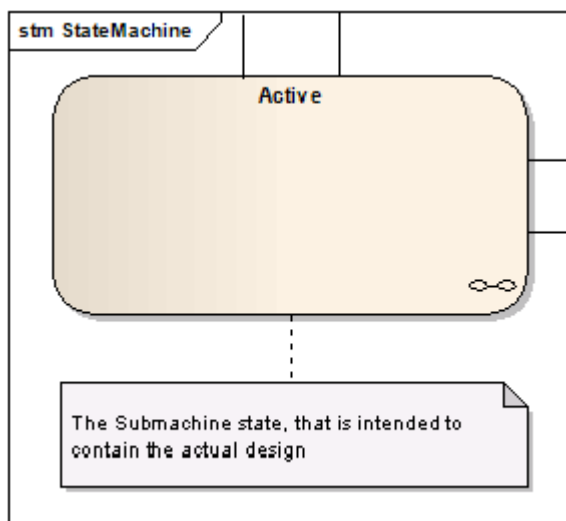 stm StateMachine
Active
The Submachine state, that is intended to
contain the actual design